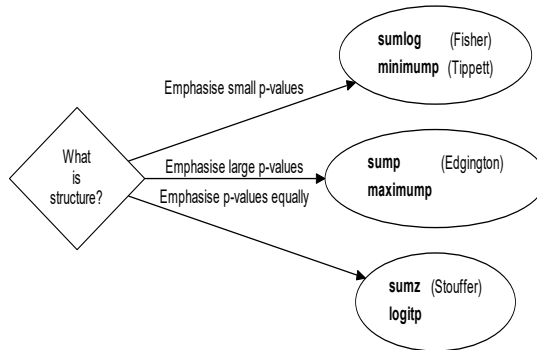 sumlog (Fisher)
minimump (Tippett)
Emphasise small p-values
What
is
structure?
Emphasise large p-values
Emphasise p-values equally
sump (Edgington)
maximump
sumz (Stouffer)
logitp